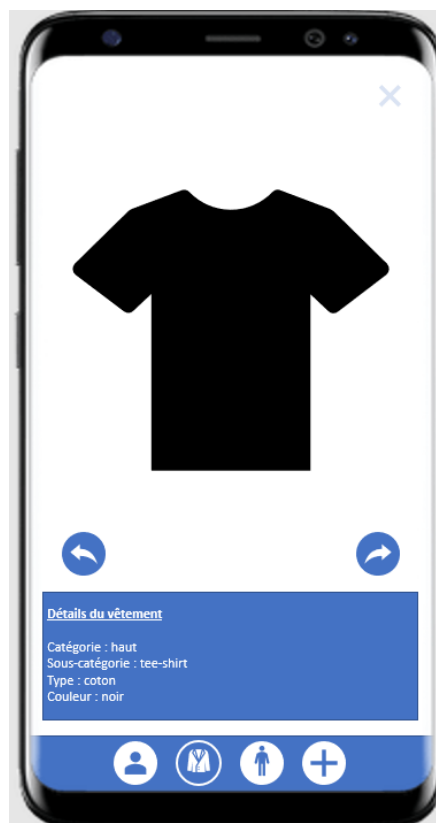 Détails du vêtement
Catégorie : haut
Sous-catégorie : tee-shirt
Type : coton
Couleur : noir